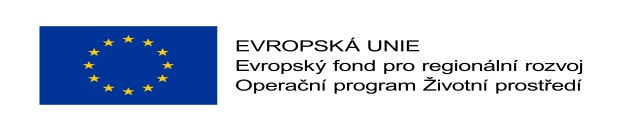 EVROPSKÁ UNIE
Evropský fond pro regionální rozvoj
Operační program Životní prostředí